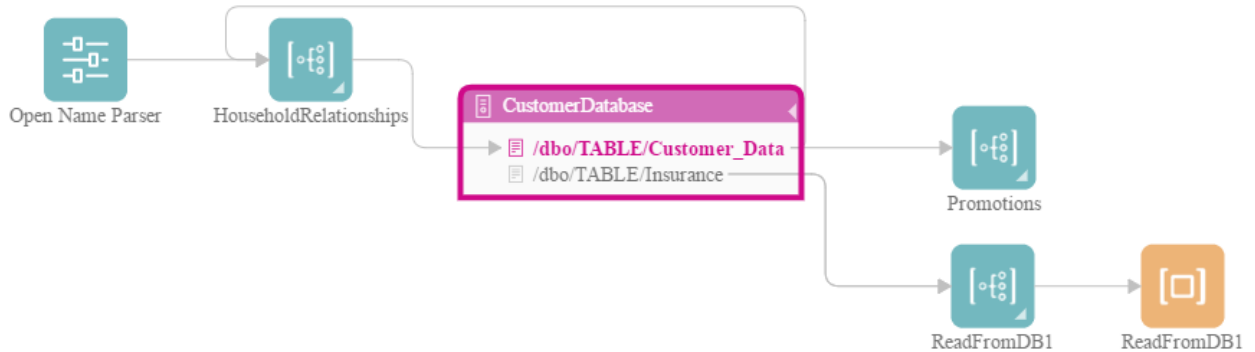 Open Name Parser
HouseholdRelationships
CustomerDatabase
/dbo/TABLE/Customer_Data
/dbo/TABLE/Insurance
Promotions
ReadFromDB1
ReadFromDB1